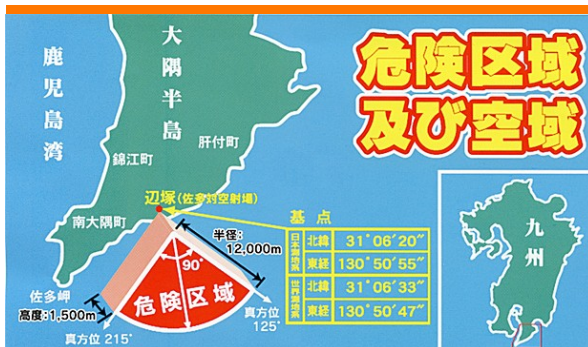 危険区域
及び空域
大隅半島
鹿児島湾
肝付町
錦江町
辺塚(佐多対空射場)
南大隅町
半径:
12,000m
90°
危険区域
佐多岬
高度:1,500m
真方位 215°
真方位
125°
基点
日本測地系
北緯 31°06′20″
東経 130°50′55″
世界測地系
北緯 31°06′33″
東経 130°50′47″
九州